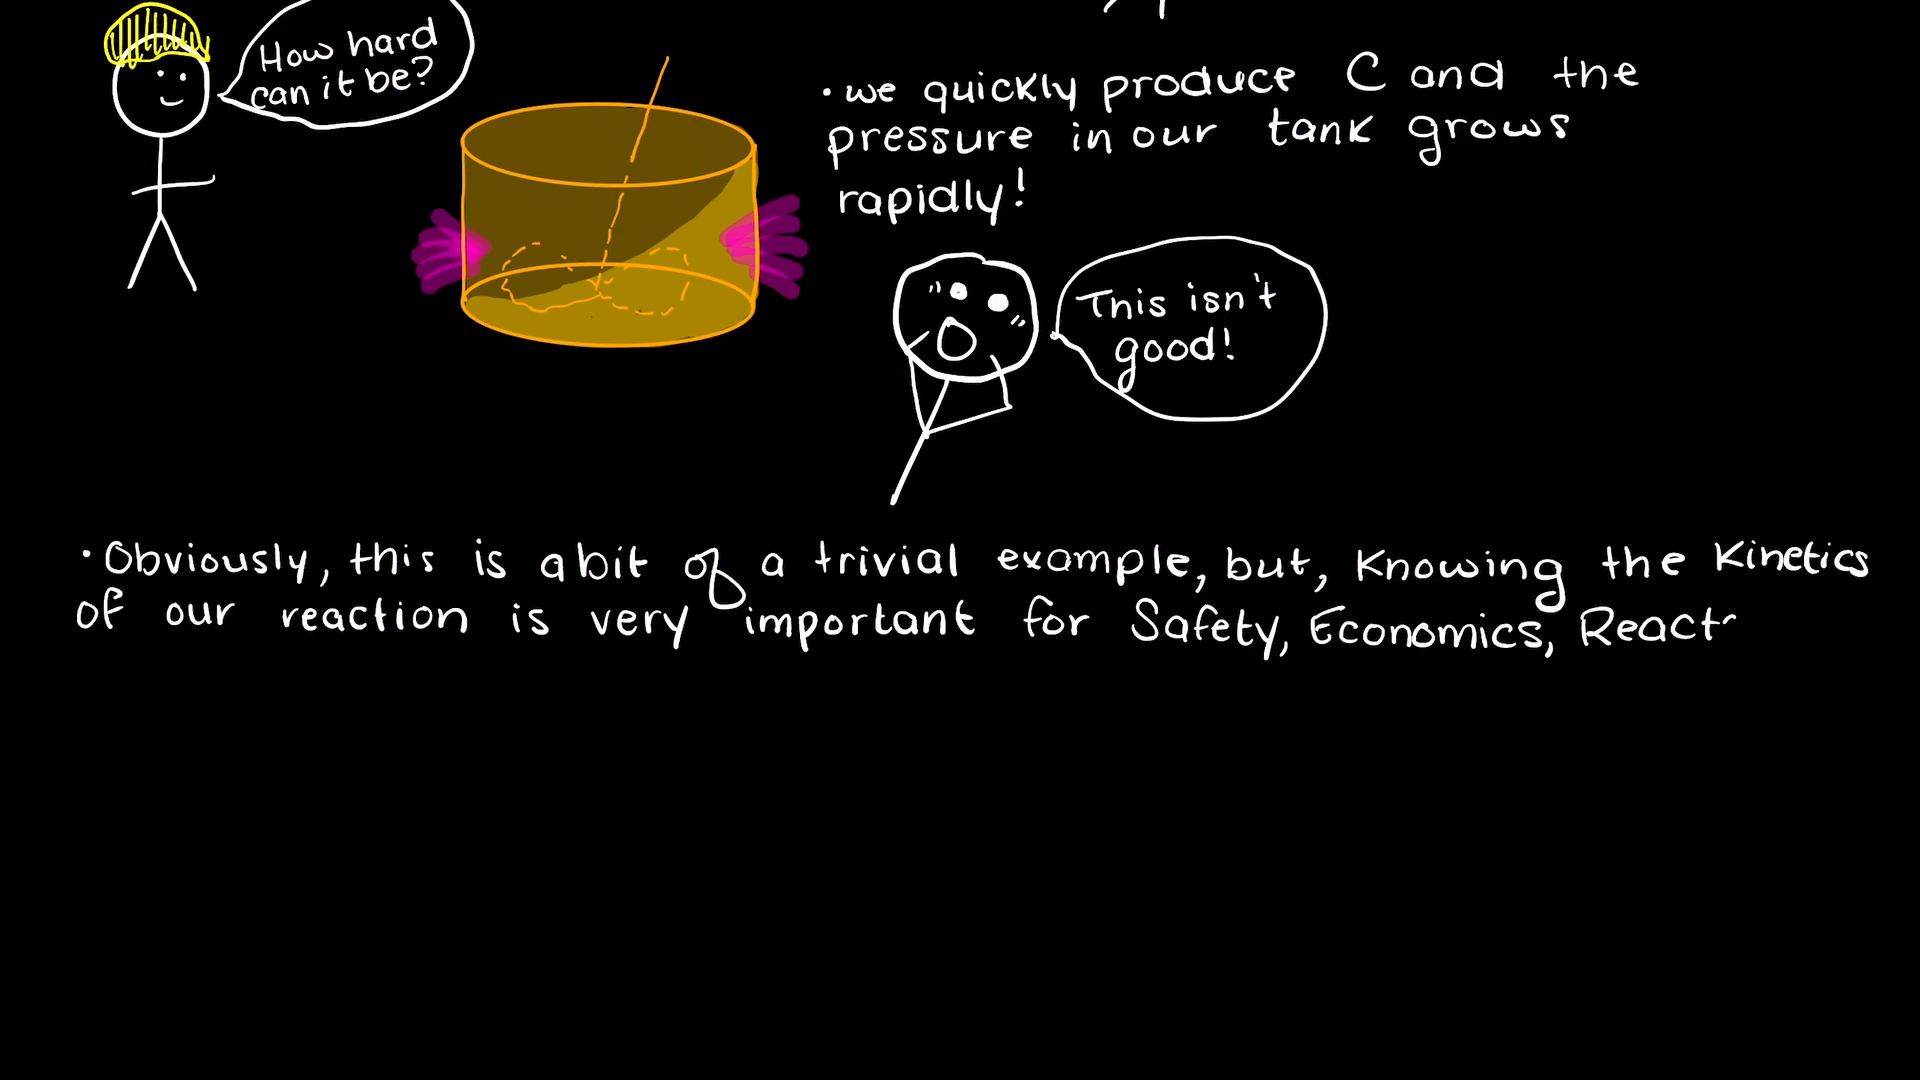 How hard
can it be?
• we quickly produce C and the
pressure in our tank grows
rapidly!
This isn't
good!
• Obviously, this is a bit of a trivial example, but, Knowing the Kinetics
of our reaction is very important for Safety, Economics, React